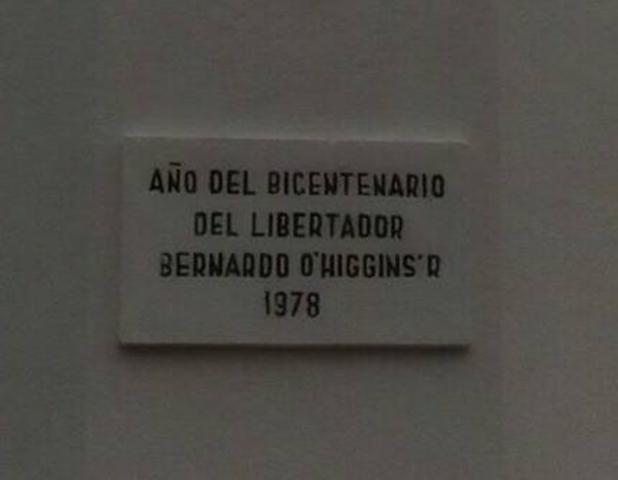 AÑO DEL BICENTENARIO
DEL LIBERTADOR
BERNARDO O'HIGGINS'R
1978